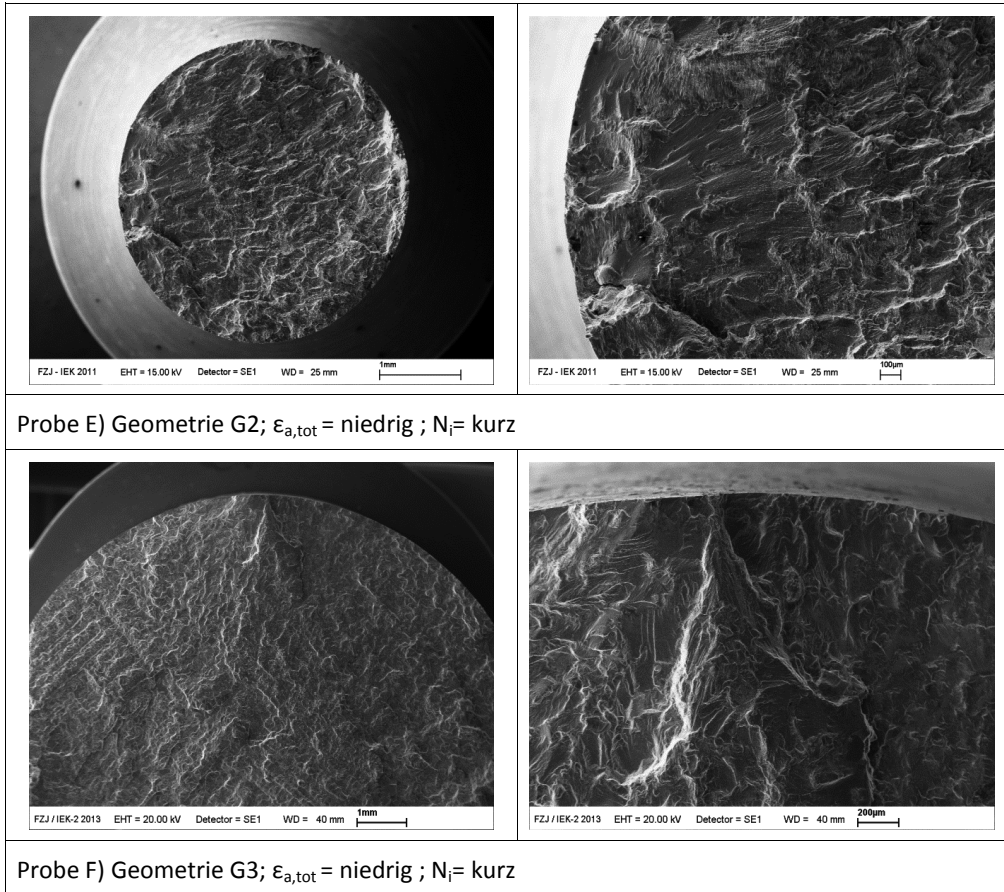 FZJ - IEK 2011 EHT = 15.00 kV Detector = SE1 WD = 25 mm 1mm
FZJ - IEK 2011 EHT = 15.00 kV Detector = SE1 WD = 25 mm 100µm
Probe E) Geometrie G2; εa,tot = niedrig ; Ni= kurz
FZJ / IEK-2 2013 EHT = 20.00 kV Detector = SE1 WD = 40 mm 1mm
FZJ / IEK-2 2013 EHT = 20.00 kV Detector = SE1 WD = 40 mm 200µm
Probe F) Geometrie G3; εa,tot = niedrig ; Ni= kurz